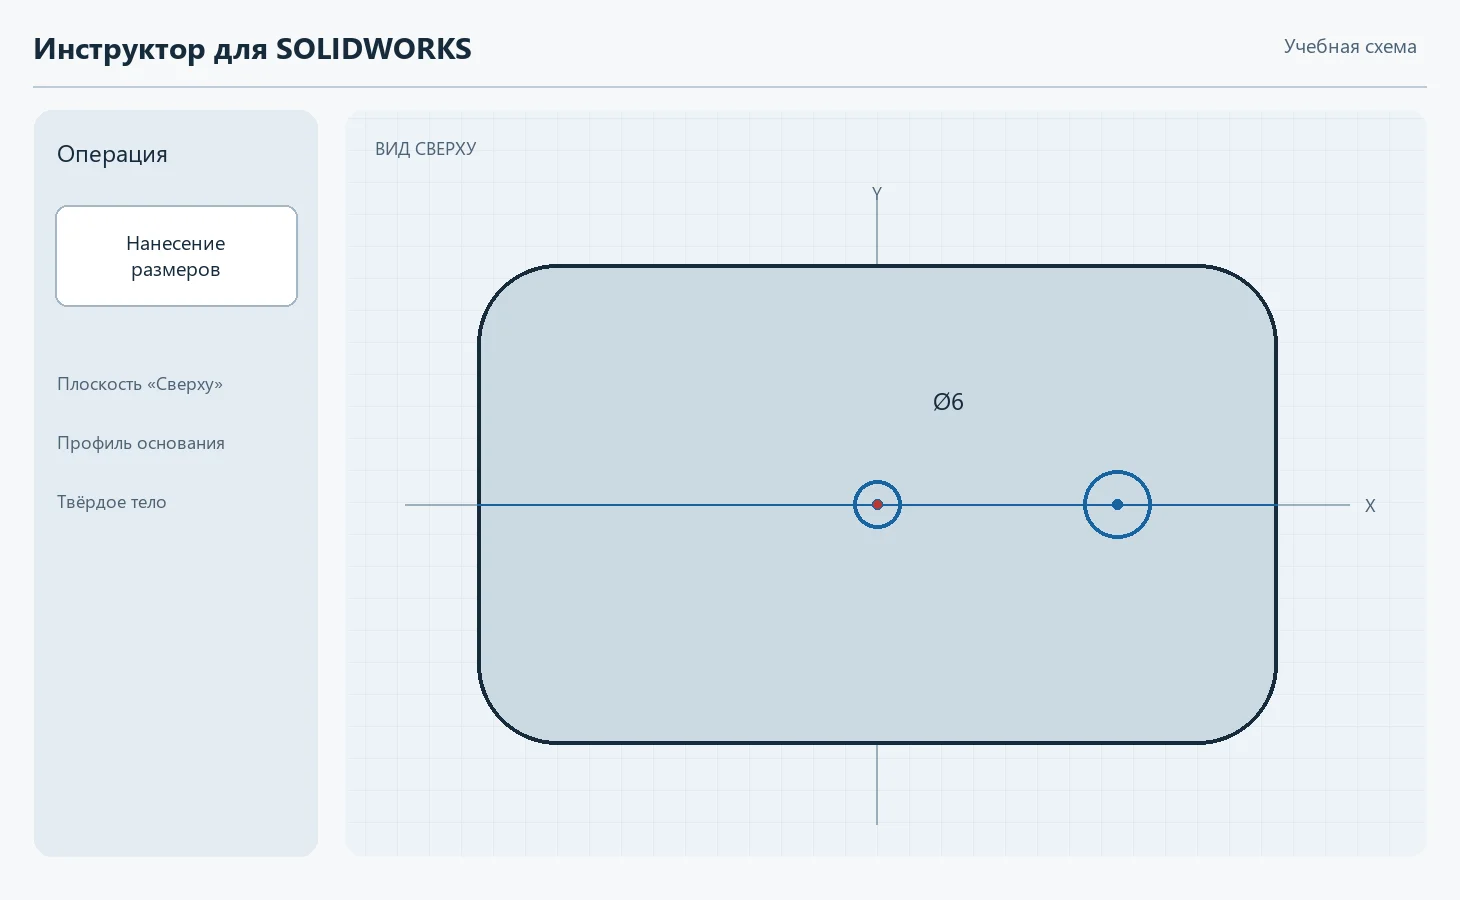 Инструктор для SOLIDWORKS
Учебная схема
Операция
Нанесение
размеров
Плоскость «Сверху»
Профиль основания
Твёрдое тело
ВИД СВЕРХУ
Y
Ø6
X